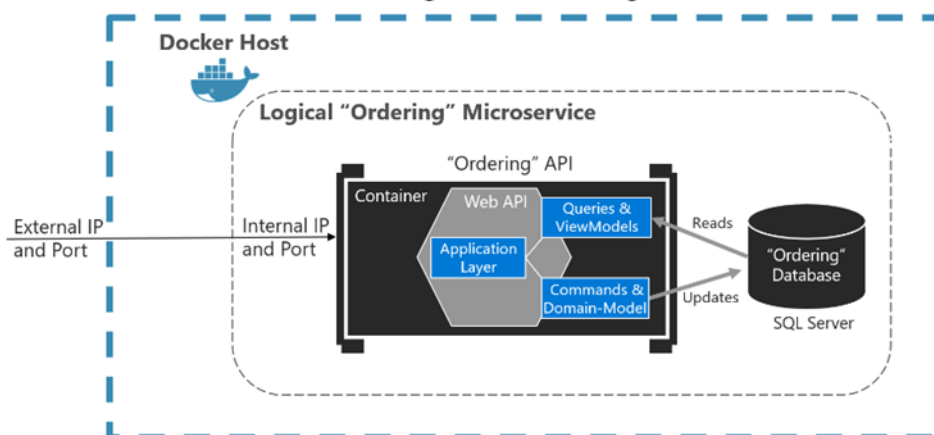 Docker Host
Logical “Ordering” Microservice
“Ordering” API
Container
Web API
Queries &
ViewModels
Reads
External IP
and Port
Internal IP
and Port
Application
Layer
“Ordering”
Database
Commands &
Domain-Model
Updates
SQL Server